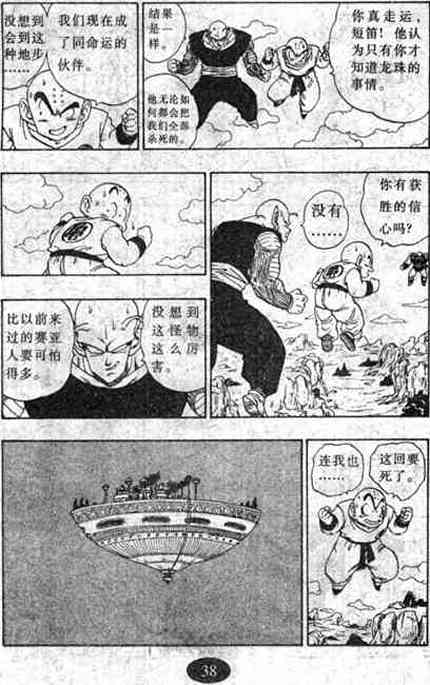 你真走运，
短笛！他认
为只有你才
知道龙珠的
事情。
结果
是一
样。
他无论如
何都会把
我们全部
杀死的。
我们现在成
了同命运的
伙伴。
没想到
会到这
种地步
……
你有获
胜的信
心吗？
没有
……
没想到
这怪物
这么厉
害。
比以前来
过的赛亚
人要可怕
得多。
这回要
死了。
连我也
……
38